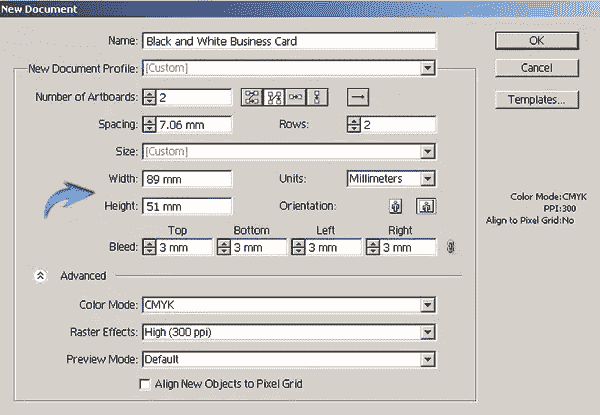 New Document
Name: Black and White Business Card
OK
New Document Profile: [Custom]
Cancel
Number of Artboards: 2
Templates...
Spacing: 7.06 mm Rows: 2
Size: [Custom]
Width: 89 mm Units: Millimeters
Height: 51 mm Orientation:
Color Mode:CMYK
PPI:300
Align to Pixel Grid:No
Top Bottom Left Right
Bleed: 3 mm 3 mm 3 mm 3 mm
Advanced
Color Mode: CMYK
Raster Effects: High (300 ppi)
Preview Mode: Default
Align New Objects to Pixel Grid